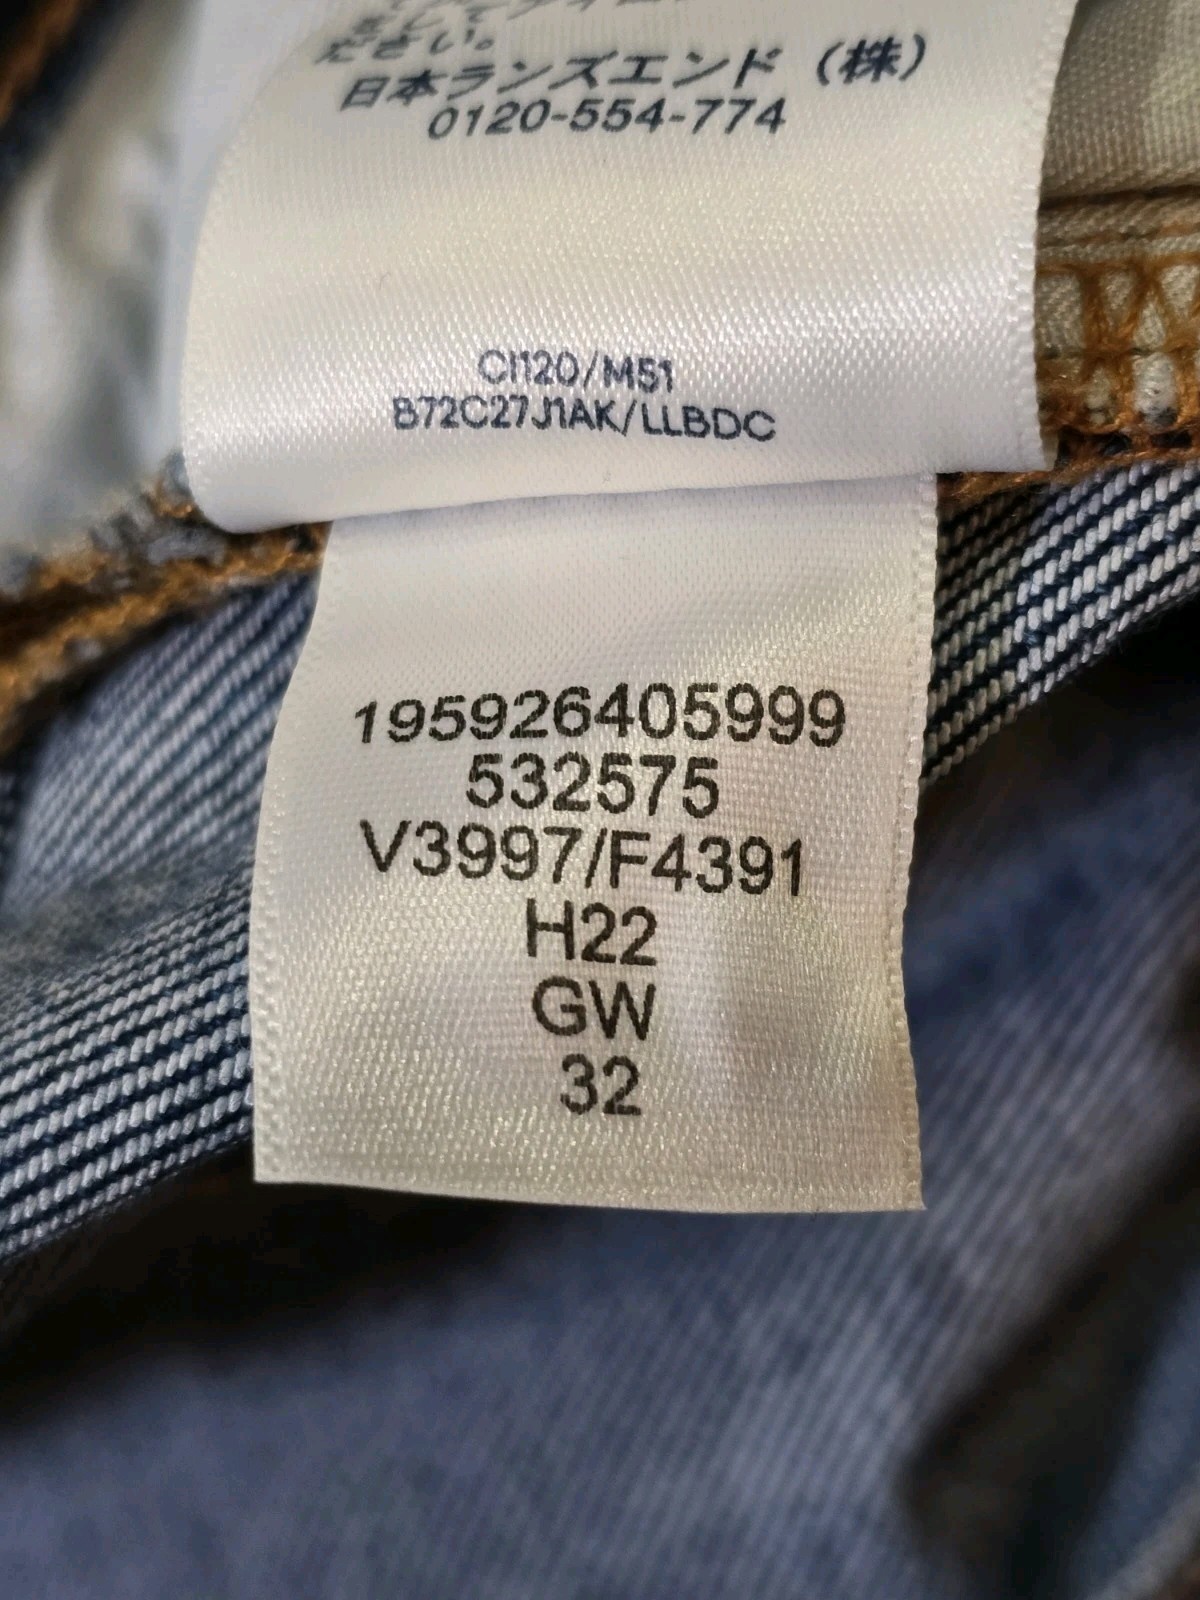 ださい。
日本ランズエンド（株）
0120-554-774
CI120/M51
B72C27J1AK/LLBDC
195926405999
532575
V3997/F4391
H22
GW
32